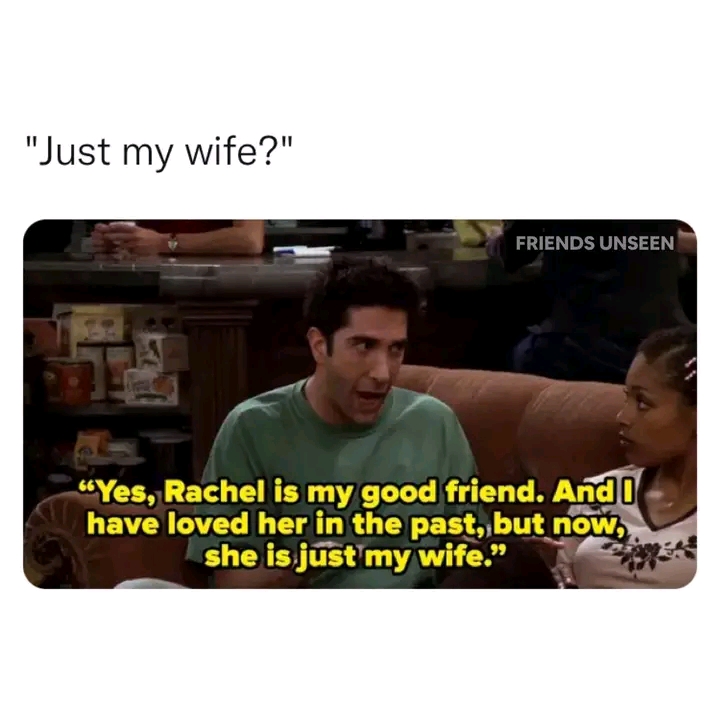 "Just my wife?"
FRIENDS UNSEEN
“Yes, Rachel is my good friend. And I
have loved her in the past, but now,
she is just my wife.”